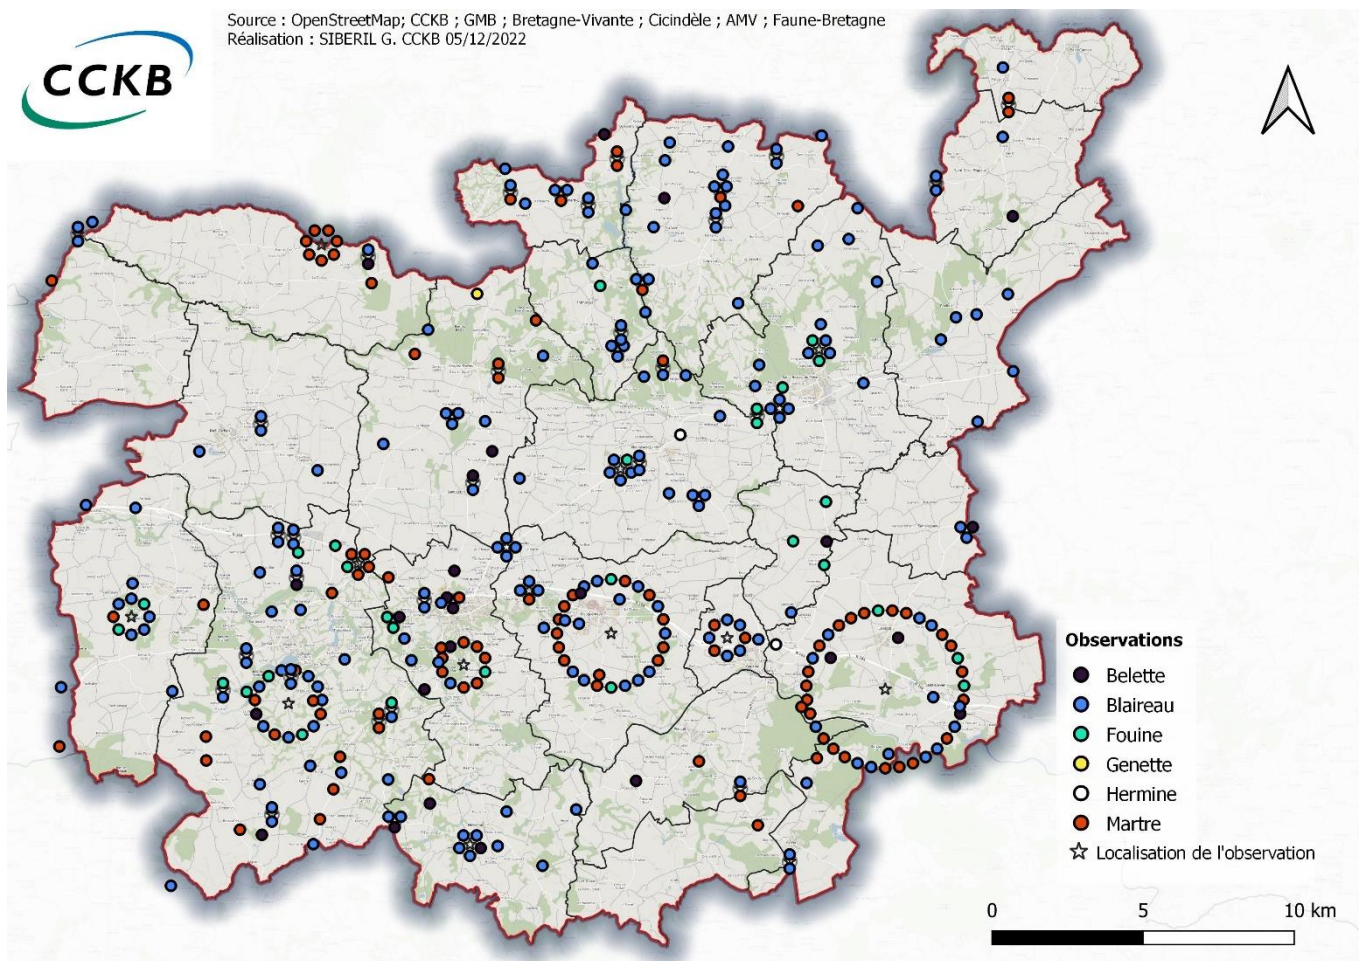 Source : OpenStreetMap; CCKB ; GMB ; Bretagne-Vivante ; Cicindèle ; AMV ; Faune-Bretagne
Réalisation : SIBERIL G. CCKB 05/12/2022
CCKB
Observations
Belette
Blaireau
Fouine
Genette
Hermine
Martre
Localisation de l'observation
0 5 10 km